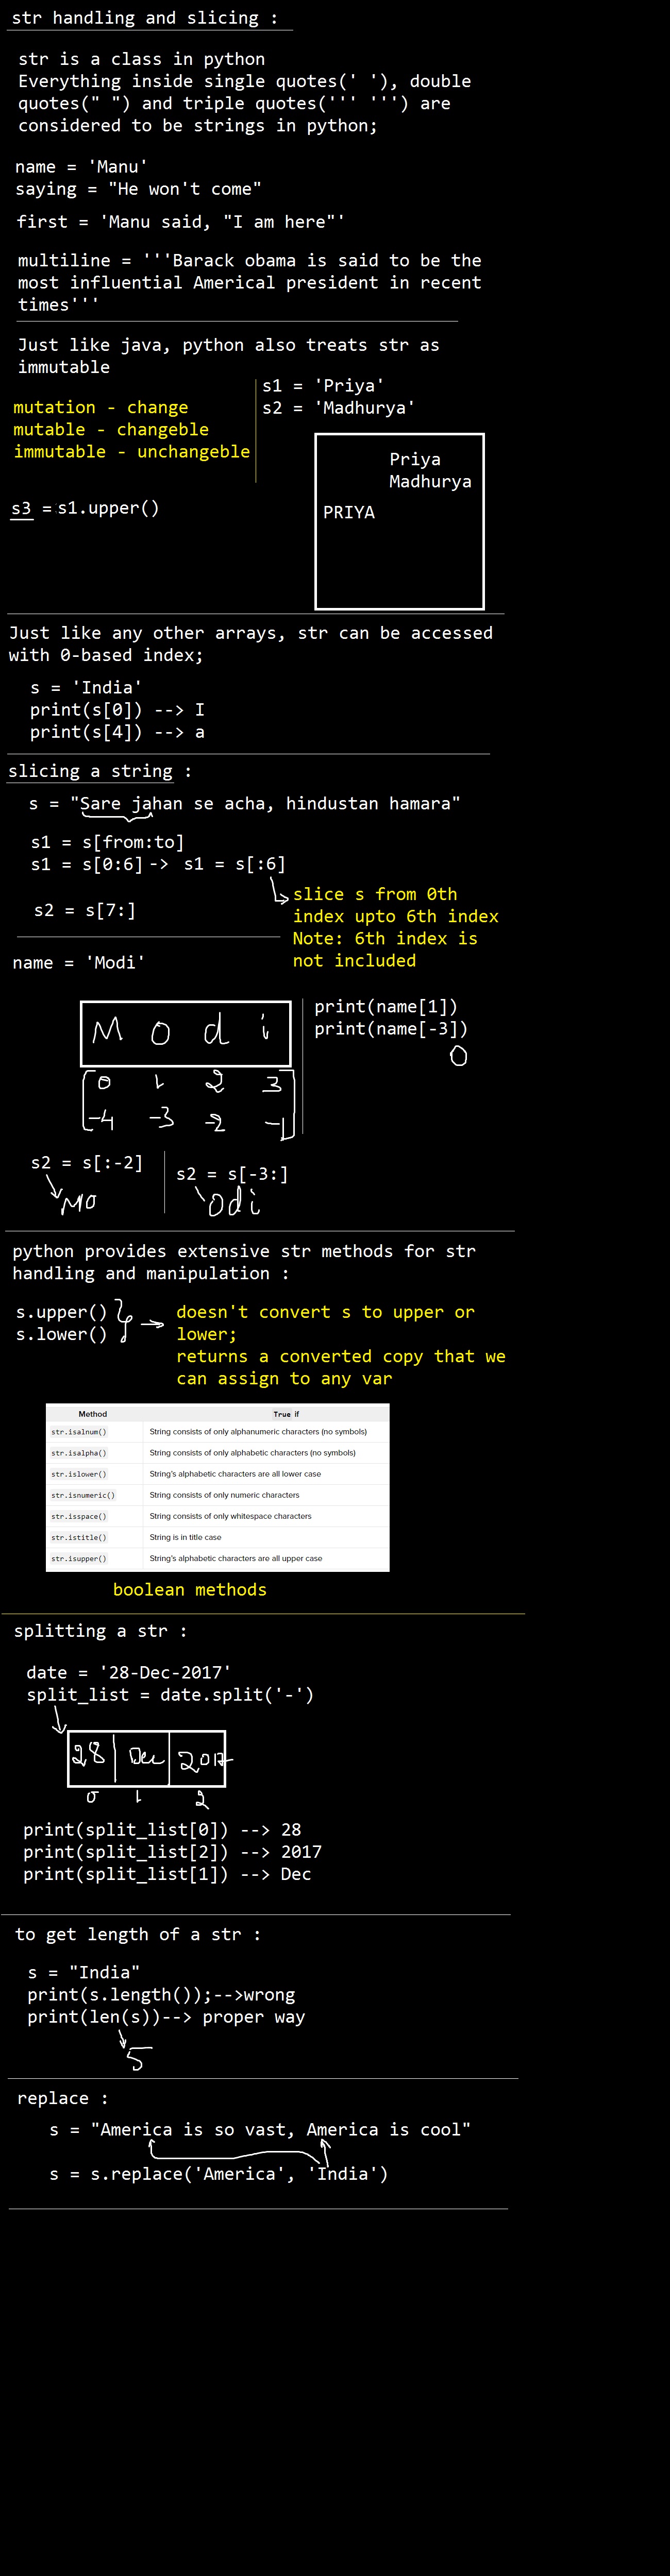 str handling and slicing :
str is a class in python
Everything inside single quotes(' '), double
quotes(" ") and triple quotes(''' ''') are
considered to be strings in python;
name = 'Manu'
saying = "He won't come"
first = 'Manu said, "I am here"'
multiline = '''Barack obama is said to be the
most influential Americal president in recent
times'''
Just like java, python also treats str as
immutable
mutation - change
mutable - changeble
immutable - unchangeble
s1 = 'Priya'
s2 = 'Madhurya'
Priya
Madhurya
PRIYA
s3 = s1.upper()
Just like any other arrays, str can be accessed
with 0-based index;
s = 'India'
print(s[0]) --> I
print(s[4]) --> a
slicing a string :
s = "Sare jahan se acha, hindustan hamara"
s1 = s[from:to]
s1 = s[0:6] -> s1 = s[:6]
s2 = s[7:]
slice s from 0th
index upto 6th index
Note: 6th index is
not included
name = 'Modi'
M o d i
0 1 2 3
-4 -3 -2 -1
print(name[1])
print(name[-3])
O
s2 = s[:-2]
Mo
s2 = s[-3:]
odi
python provides extensive str methods for str
handling and manipulation :
s.upper()
s.lower()
doesn't convert s to upper or
lower;
returns a converted copy that we
can assign to any var
Method True if
str.isalnum() String consists of only alphanumeric characters (no symbols)
str.isalpha() String consists of only alphabetic characters (no symbols)
str.islower() String's alphabetic characters are all lower case
str.isnumeric() String consists of only numeric characters
str.isspace() String consists of only whitespace characters
str.istitle() String is in title case
str.isupper() String's alphabetic characters are all upper case
boolean methods
splitting a str :
date = '28-Dec-2017'
split_list = date.split('-')
28 Dec 2017
0 1 2
print(split_list[0]) --> 28
print(split_list[2]) --> 2017
print(split_list[1]) --> Dec
to get length of a str :
s = "India"
print(s.length());-->wrong
print(len(s))--> proper way
5
replace :
s = "America is so vast, America is cool"
s = s.replace('America', 'India')